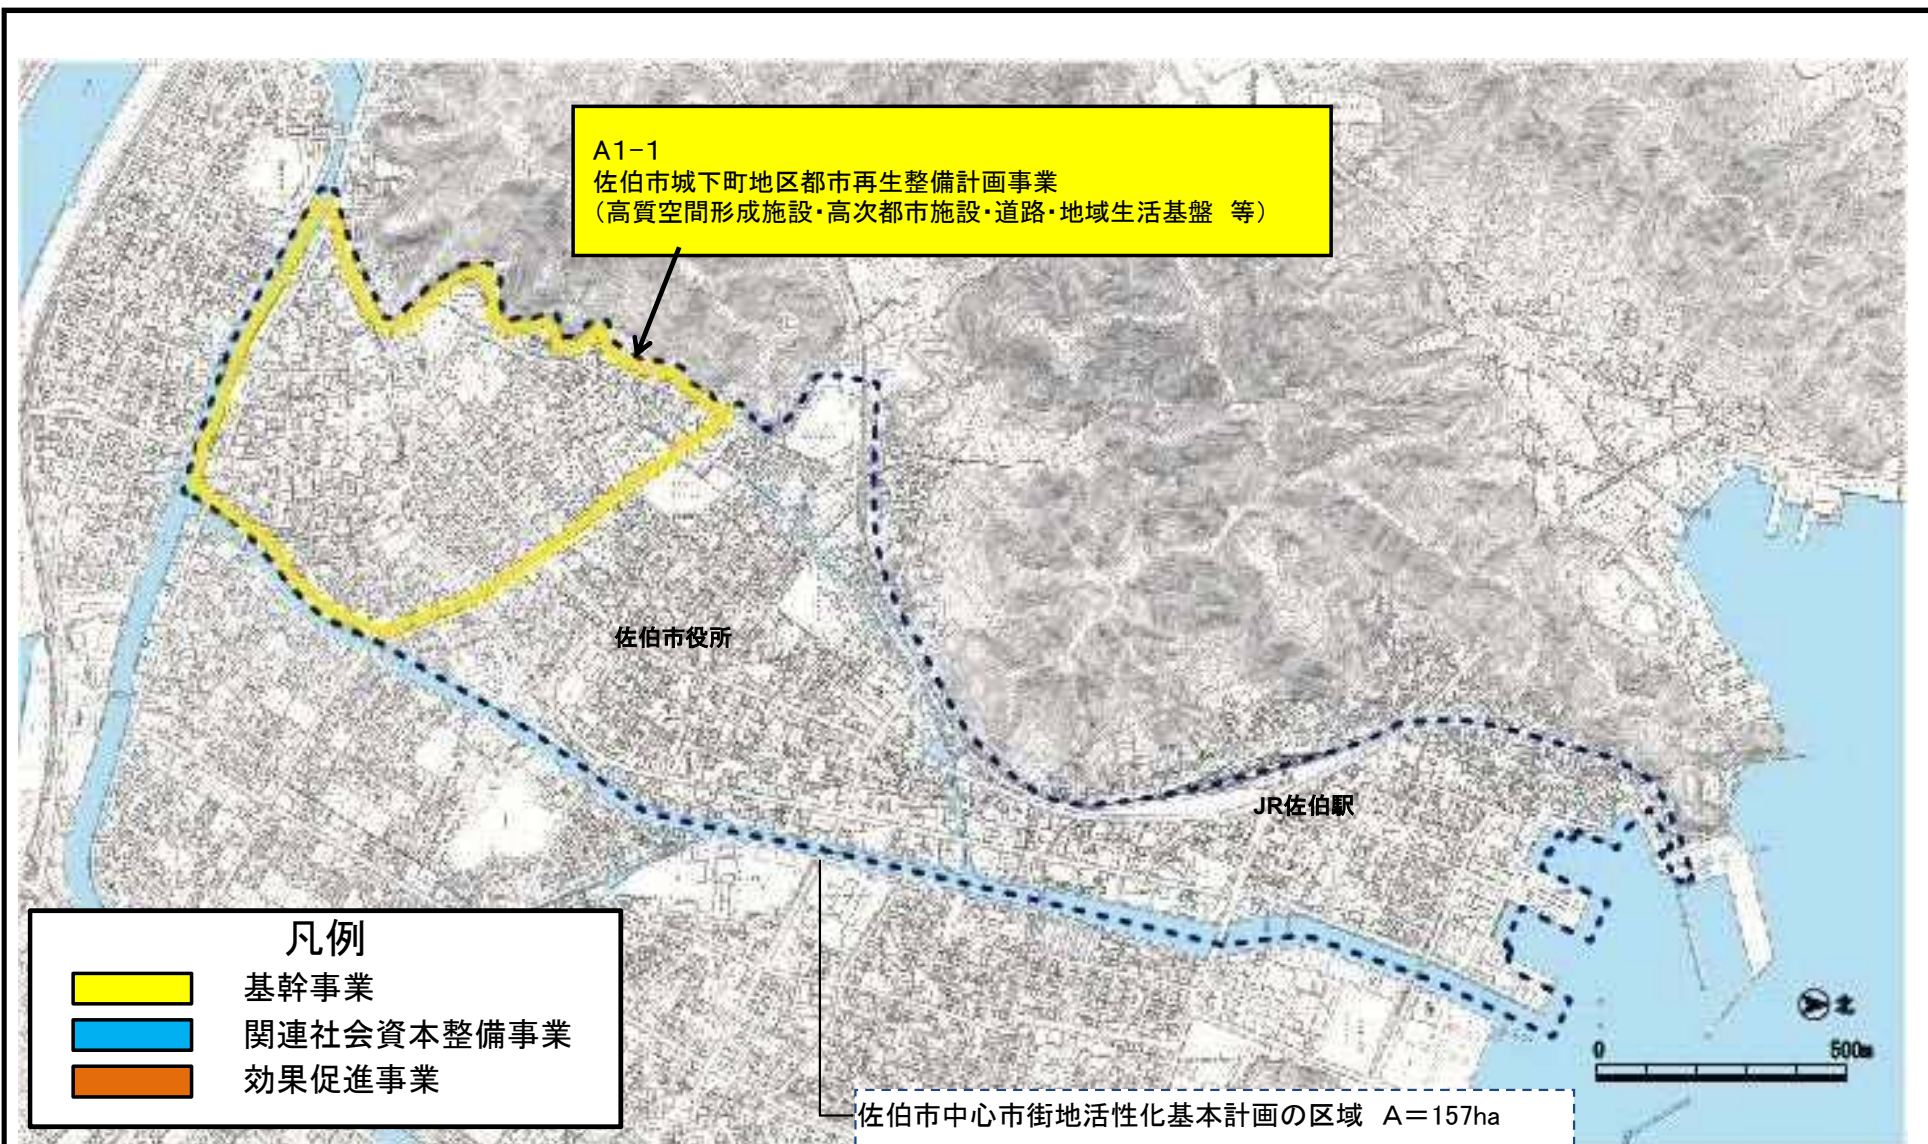 A1-1
佐伯市城下町地区都市再生整備計画事業
（高質空間形成施設・高次都市施設・道路・地域生活基盤 等）
佐伯市役所
JR佐伯駅
凡例
基幹事業
関連社会資本整備事業
効果促進事業
北
0 500m
佐伯市中心市街地活性化基本計画の区域 A＝157ha